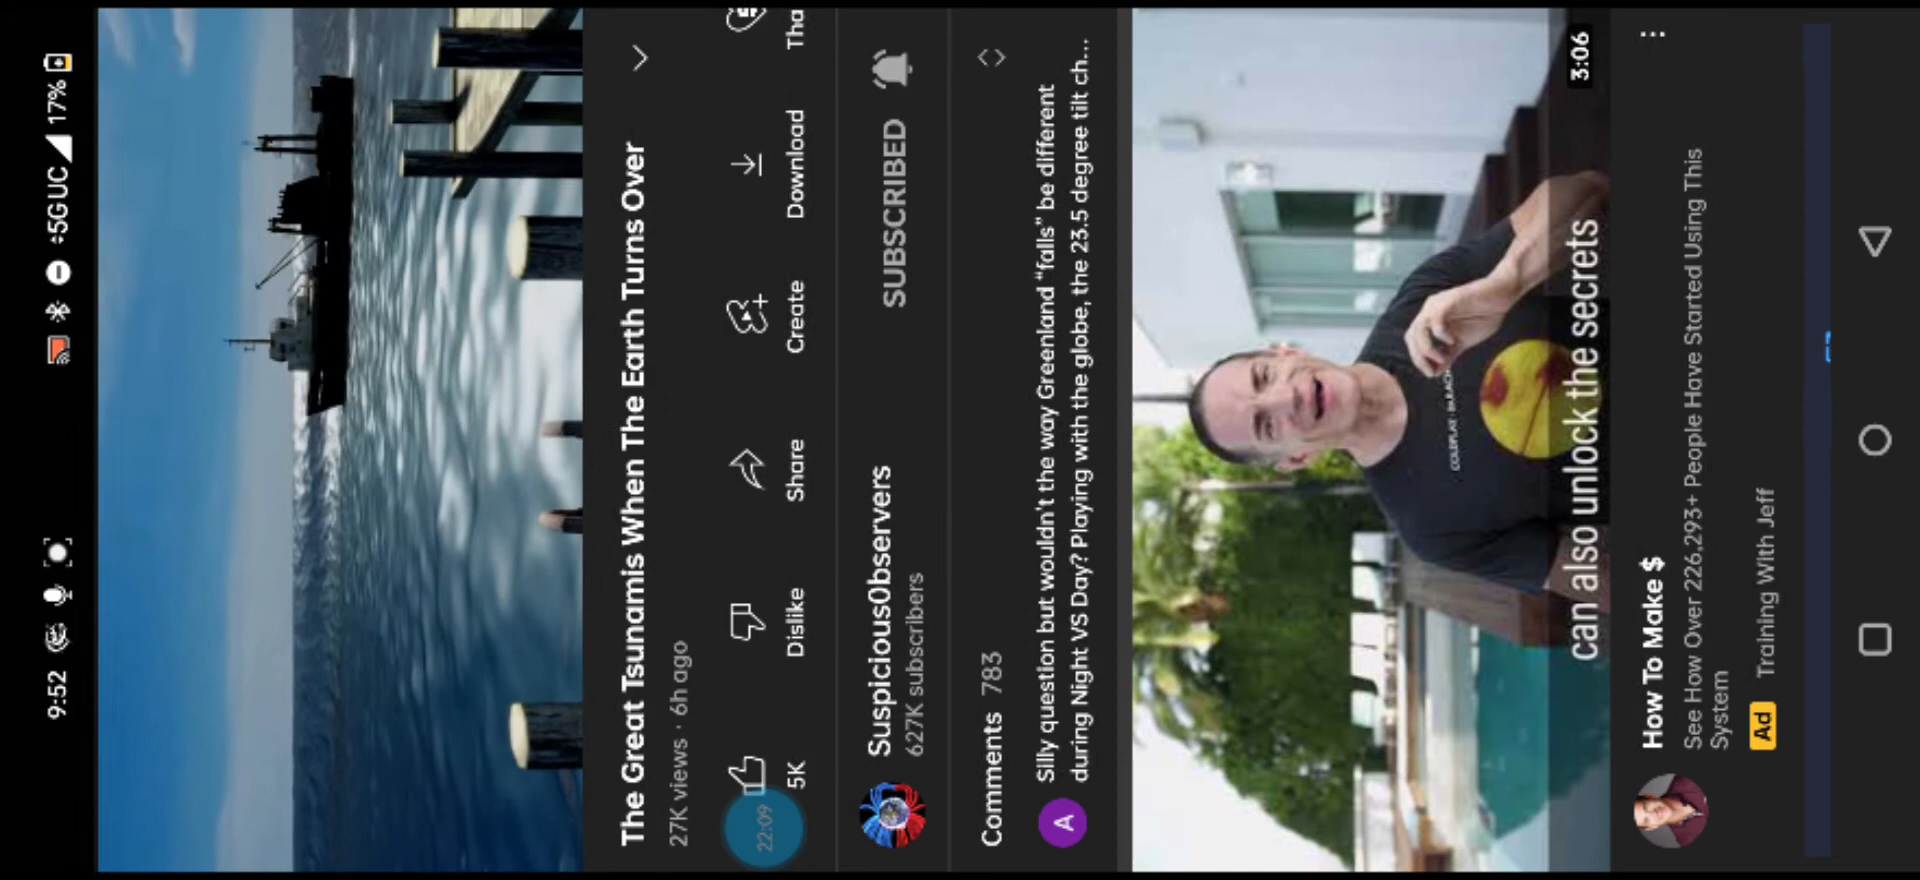 9:52
5GUC 17%
The Great Tsunamis When The Earth Turns Over
27K views · 6h ago
22:09
5K
Dislike
Share
Create
Download
Tha
Suspicious0bservers
627K subscribers
SUBSCRIBED
Comments 783
A
Silly question but wouldn't the way Greenland "falls" be different
during Night VS Day? Playing with the globe, the 23.5 degree tilt ch...
COLDPLAY
can also unlock the secrets
3:06
How To Make $
See How Over 226,293+ People Have Started Using This
System
Ad Training With Jeff